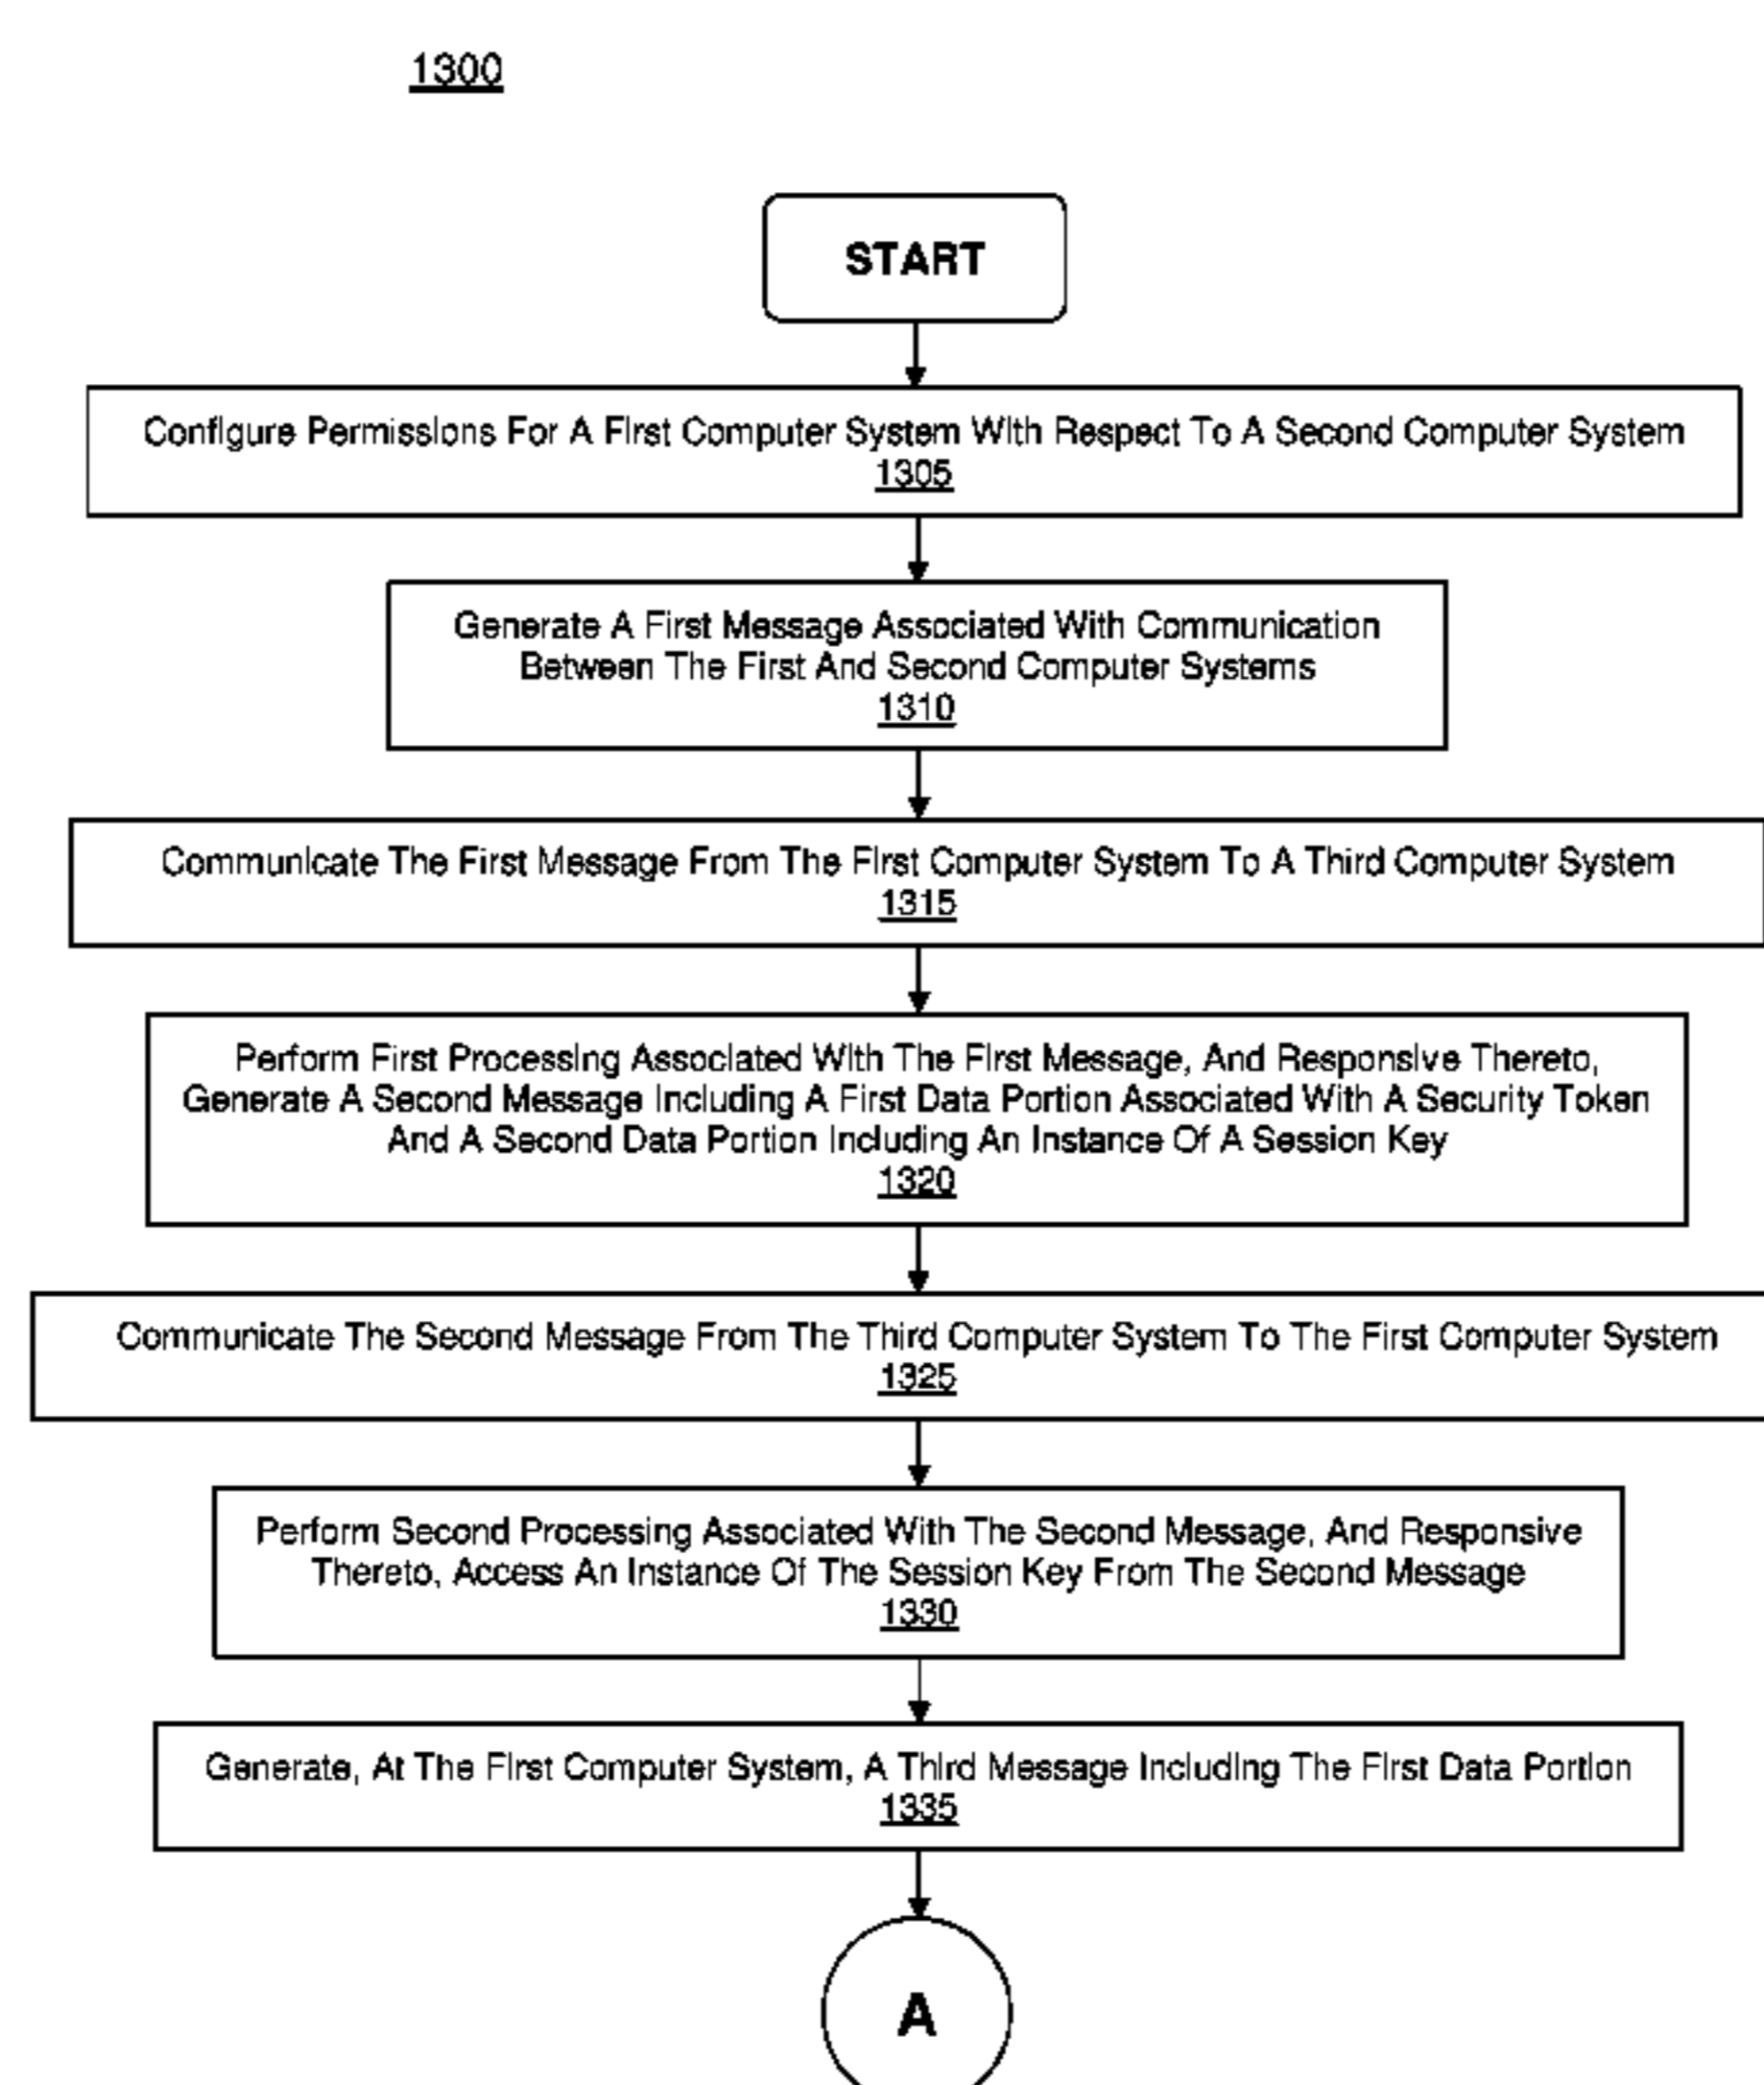 1300
START
Configure Permissions For A First Computer System With Respect To A Second Computer System
1305
Generate A First Message Associated With Communication
Between The First And Second Computer Systems
1310
Communicate The First Message From The First Computer System To A Third Computer System
1315
Perform First Processing Associated With The First Message, And Responsive Thereto,
Generate A Second Message Including A First Data Portion Associated With A Security Token
And A Second Data Portion Including An Instance Of A Session Key
1320
Communicate The Second Message From The Third Computer System To The First Computer System
1325
Perform Second Processing Associated With The Second Message, And Responsive
Thereto, Access An Instance Of The Session Key From The Second Message
1330
Generate, At The First Computer System, A Third Message Including The First Data Portion
1335
A